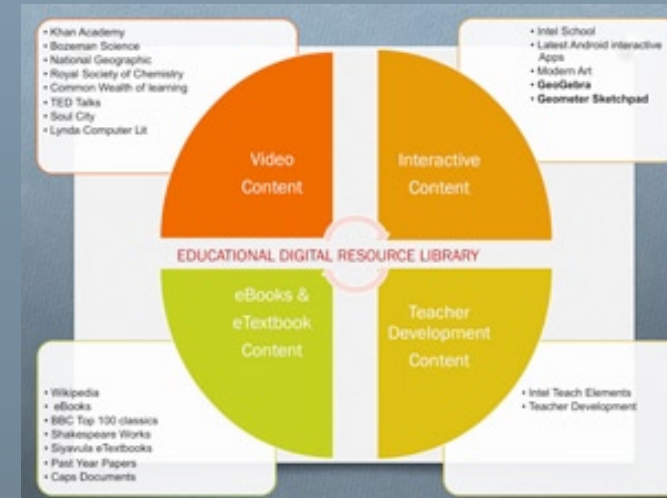 • Khan Academy
• Bozeman Science
• National Geographic
• Royal Society of Chemistry
• Common Wealth of learning
• TED Talks
• Soul City
• Lynda Computer Lit
• Intel School
• Latest Android interactive
Apps
• Modern Art
• GeoGebra
• Geometer Sketchpad
Video
Content
Interactive
Content
EDUCATIONAL DIGITAL RESOURCE LIBRARY
eBooks &
eTextbook
Content
Teacher
Development
Content
• Wikipedia
• eBooks
• BBC Top 100 classics
• Shakespeare Works
• Siyavula eTextbooks
• Past Year Papers
• Caps Documents
• Intel Teach Elements
• Teacher Development